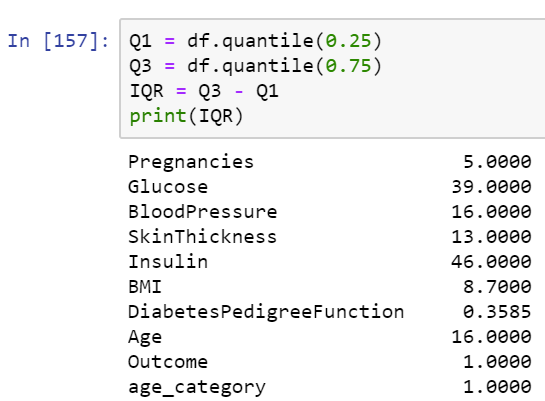 In [157]: Q1 = df.quantile(0.25)
Q3 = df.quantile(0.75)
IQR = Q3 - Q1
print(IQR)
Pregnancies 5.0000
Glucose 39.0000
BloodPressure 16.0000
SkinThickness 13.0000
Insulin 46.0000
BMI 8.7000
DiabetesPedigreeFunction 0.3585
Age 16.0000
Outcome 1.0000
age_category 1.0000